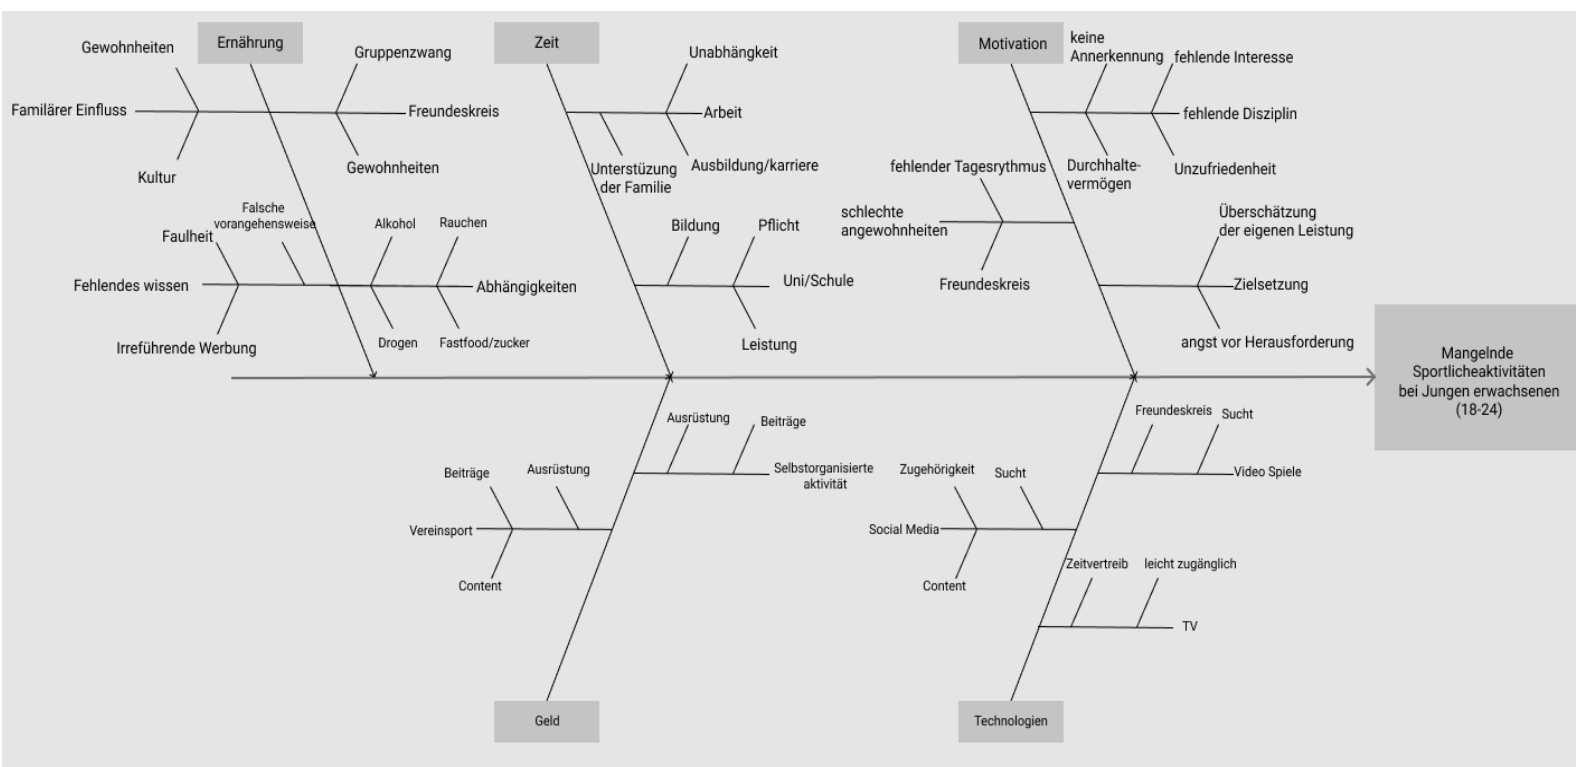 Ernährung
Gewohnheiten
Familärer Einfluss
Kultur
Gruppenzwang
Freundeskreis
Gewohnheiten
Falsche
vorangehensweise
Faulheit
Fehlendes wissen
Irreführende Werbung
Alkohol
Rauchen
Abhängigkeiten
Drogen
Fastfood/zucker
Zeit
Unabhängkeit
Arbeit
Unterstüzung
der Familie
Ausbildung/karriere
Bildung
Pflicht
Uni/Schule
Leistung
Motivation
keine
Annerkennung
fehlende Interesse
fehlende Disziplin
Durchhalte-
vermögen
Unzufriedenheit
fehlender Tagesrythmus
schlechte
angewohnheiten
Freundeskreis
Überschätzung
der eigenen Leistung
Zielsetzung
angst vor Herausforderung
Mangelnde
Sportlicheaktivitäten
bei Jungen erwachsenen
(18-24)
Ausrüstung
Beiträge
Selbstorganisierte
aktivität
Beiträge
Ausrüstung
Vereinsport
Content
Geld
Freundeskreis
Sucht
Video Spiele
Zugehörigkeit
Sucht
Social Media
Content
Zeitvertreib
leicht zugänglich
TV
Technologien